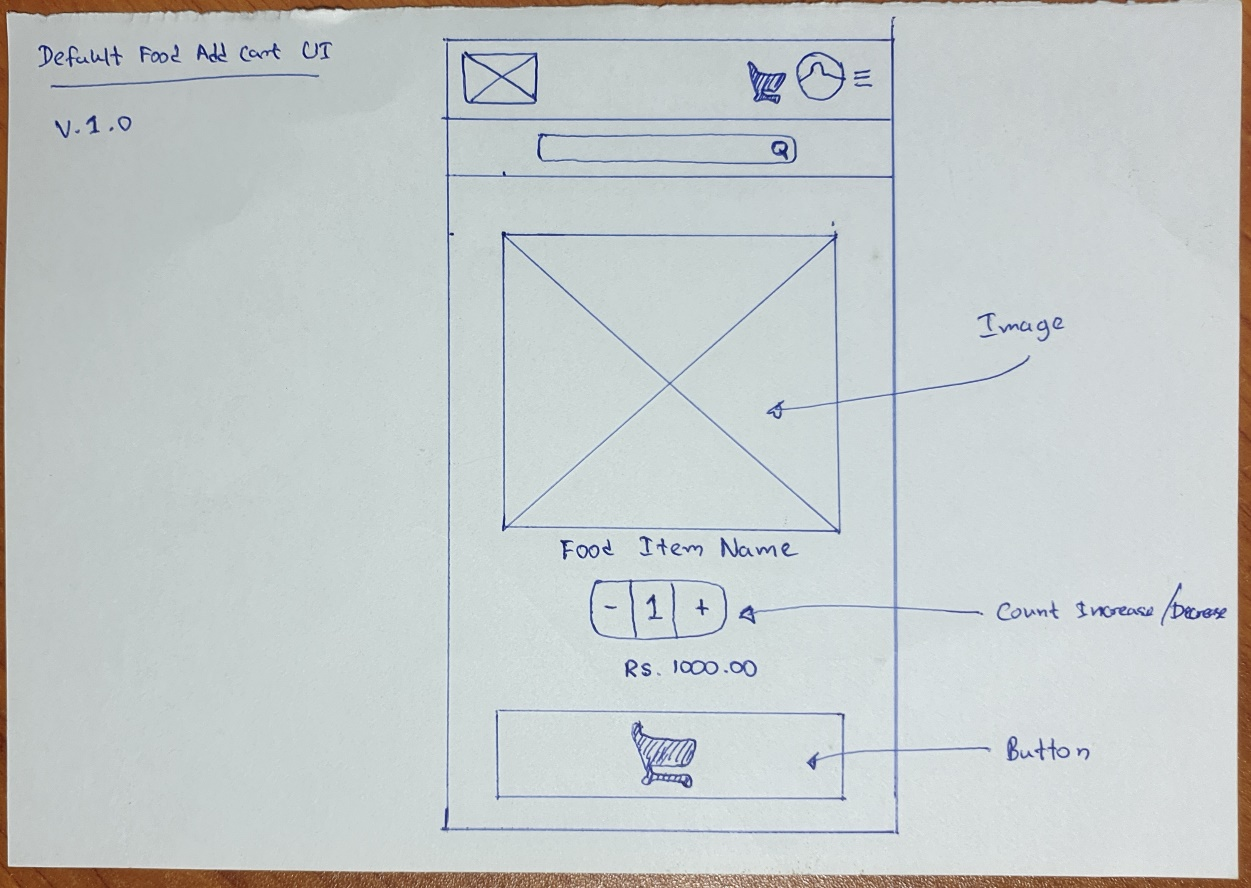 Default Food Add Cart UI
V.1.0
Image
Food Item Name
- 1 +
Count Increase/Decrease
Rs. 1000.00
Button